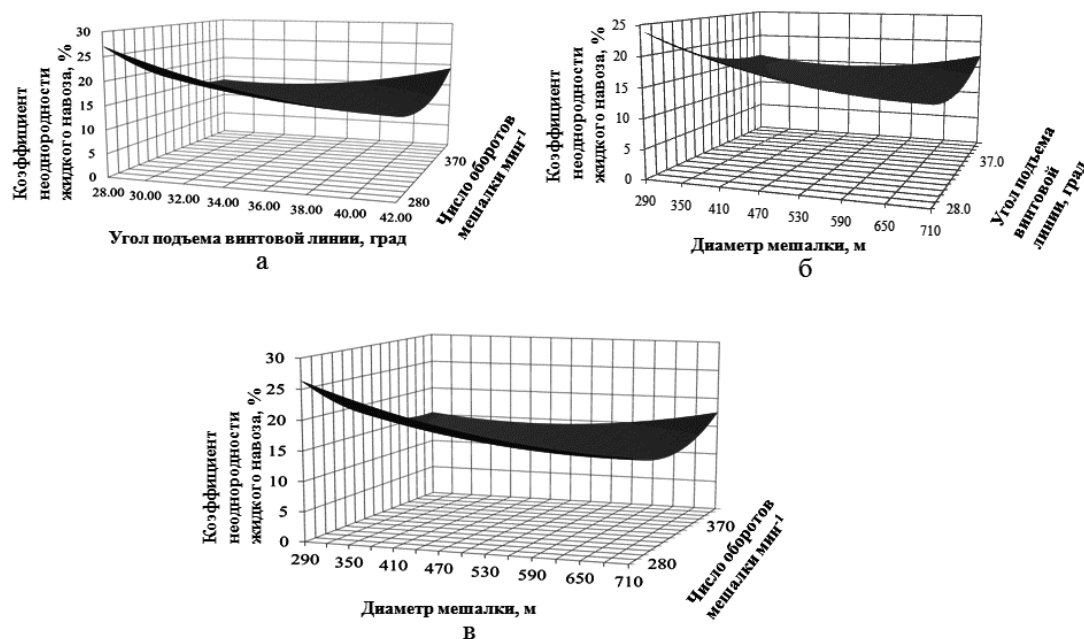 30
25
20
15
10
5
0
Коэффициент
неоднородности
жидкого навоза, %
28.00 30.00 32.00 34.00 36.00 38.00 40.00 42.00
Угол подъема винтовой линии, град
280
370
Число оборотов
мешалки мин-1
а
25
20
15
10
5
0
Коэффициент
неоднородности
жидкого навоза, %
290 350 410 470 530 590 650 710
Диаметр мешалки, м
28.0
37.0
Угол подъема
винтовой
линии, град
б
30
25
20
15
10
5
0
Коэффициент
неоднородности
жидкого навоза, %
290 350 410 470 530 590 650 710
Диаметр мешалки, м
280
370
Число оборотов
мешалки мин-1
в